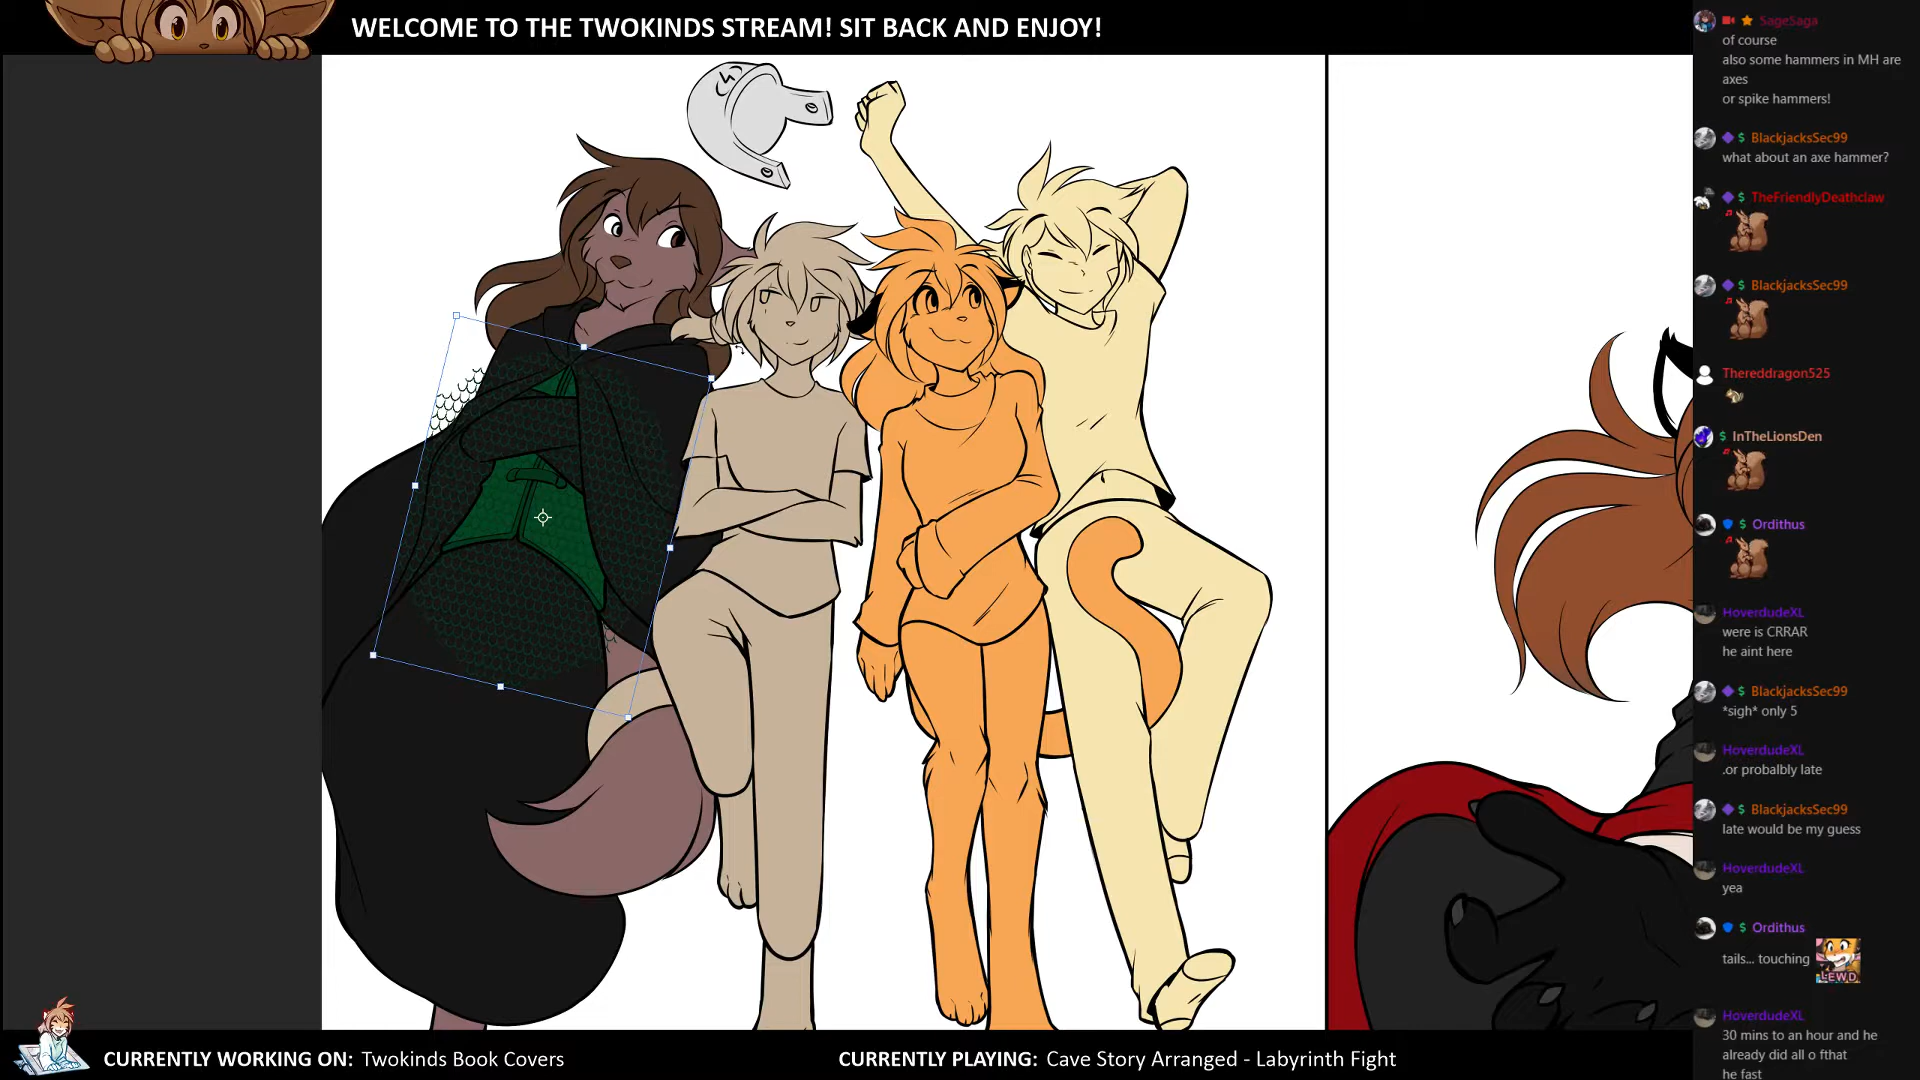 WELCOME TO THE TWOKINDS STREAM! SIT BACK AND ENJOY!
SageSaga
of course
also some hammers in MH are
axes
or spike hammers!
BlackjacksSec99
what about an axe hammer?
TheFriendlyDeathclaw
BlackjacksSec99
Thereddragon525
InTheLionsDen
Ordithus
HoverdudeXL
were is CRRAR
he aint here
BlackjacksSec99
*sigh* only 5
HoverdudeXL
.or probalbly late
BlackjacksSec99
late would be my guess
HoverdudeXL
yea
Ordithus
tails... touching
LEWD
HoverdudeXL
30 mins to an hour and he
already did all o fthat
he fast
CURRENTLY WORKING ON: Twokinds Book Covers
CURRENTLY PLAYING: Cave Story Arranged - Labyrinth Fight